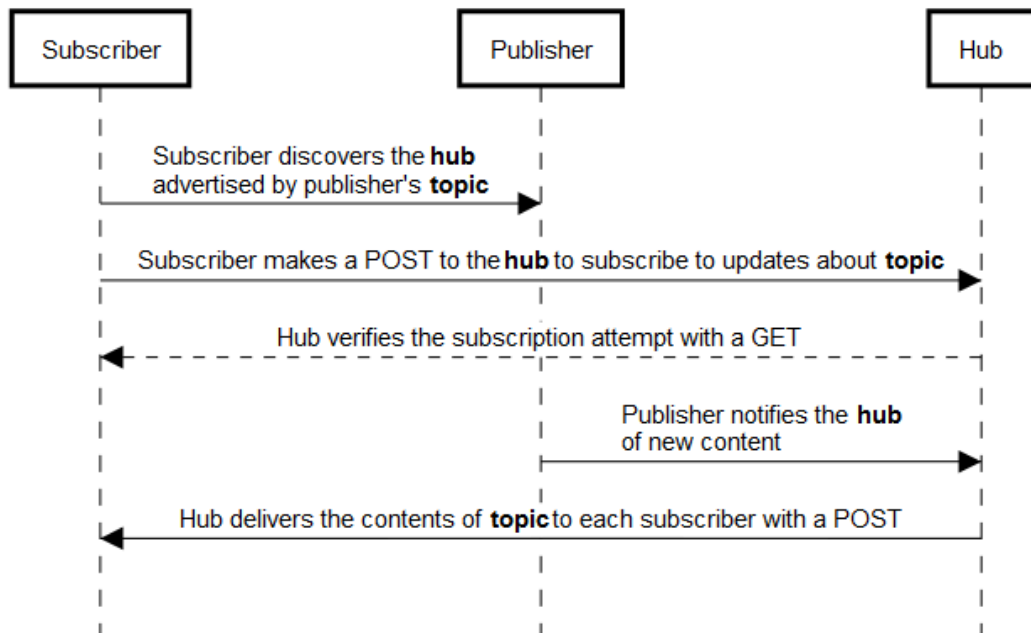 Subscriber
Publisher
Hub
Subscriber discovers the hub
advertised by publisher's topic
Subscriber makes a POST to the hub to subscribe to updates about topic
Hub verifies the subscription attempt with a GET
Publisher notifies the hub
of new content
Hub delivers the contents of topic to each subscriber with a POST